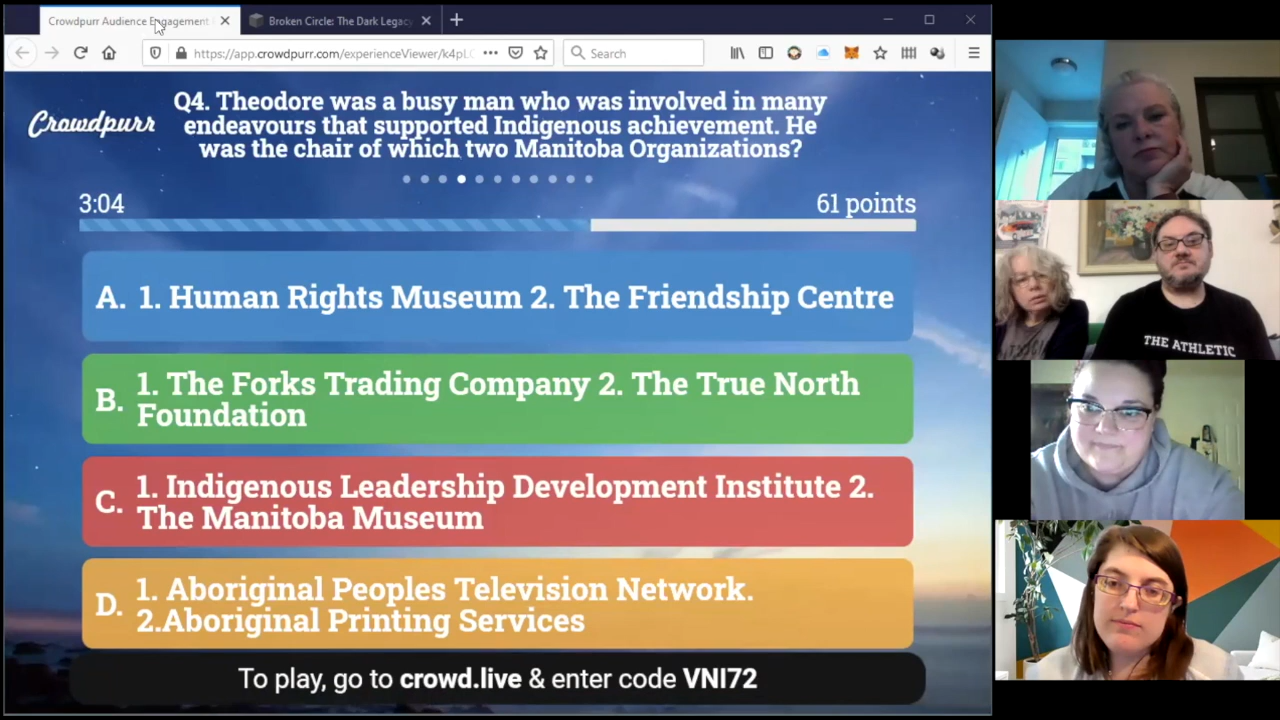 Crowdpurr Audience Engagement
Broken Circle: The Dark Legacy
https://app.crowdpurr.com/experienceViewer/k4pL
Search
Crowdpurr
Q4. Theodore was a busy man who was involved in many
endeavours that supported Indigenous achievement. He
was the chair of which two Manitoba Organizations?
3:04
61 points
A. 1. Human Rights Museum 2. The Friendship Centre
B. 1. The Forks Trading Company 2. The True North
Foundation
C. 1. Indigenous Leadership Development Institute 2.
The Manitoba Museum
D. 1. Aboriginal Peoples Television Network.
2.Aboriginal Printing Services
To play, go to crowd.live & enter code VNI72
THE ATHLETIC